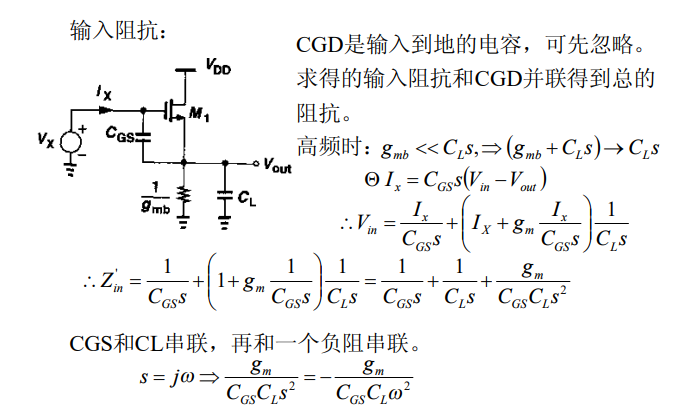 输入阻抗：
CGD是输入到地的电容，可先忽略。
求得的输入阻抗和CGD并联得到总的
阻抗。
V_DD
I_X
M_1
V_X
+
−
C_GS
V_out
1/g_mb
C_L
高频时：g_mb << C_L s, ⇒ (g_mb + C_L s) → C_L s
Θ I_x = C_GS s(V_in − V_out)
∴ V_in = I_x/(C_GS s) + (I_X + g_m I_x/(C_GS s)) 1/(C_L s)
∴ Z'_in = 1/(C_GS s) + (1 + g_m 1/(C_GS s)) 1/(C_L s) = 1/(C_GS s) + 1/(C_L s) + g_m/(C_GS C_L s²)
CGS和CL串联，再和一个负阻串联。
s = jω ⇒ g_m/(C_GS C_L s²) = − g_m/(C_GS C_L ω²)